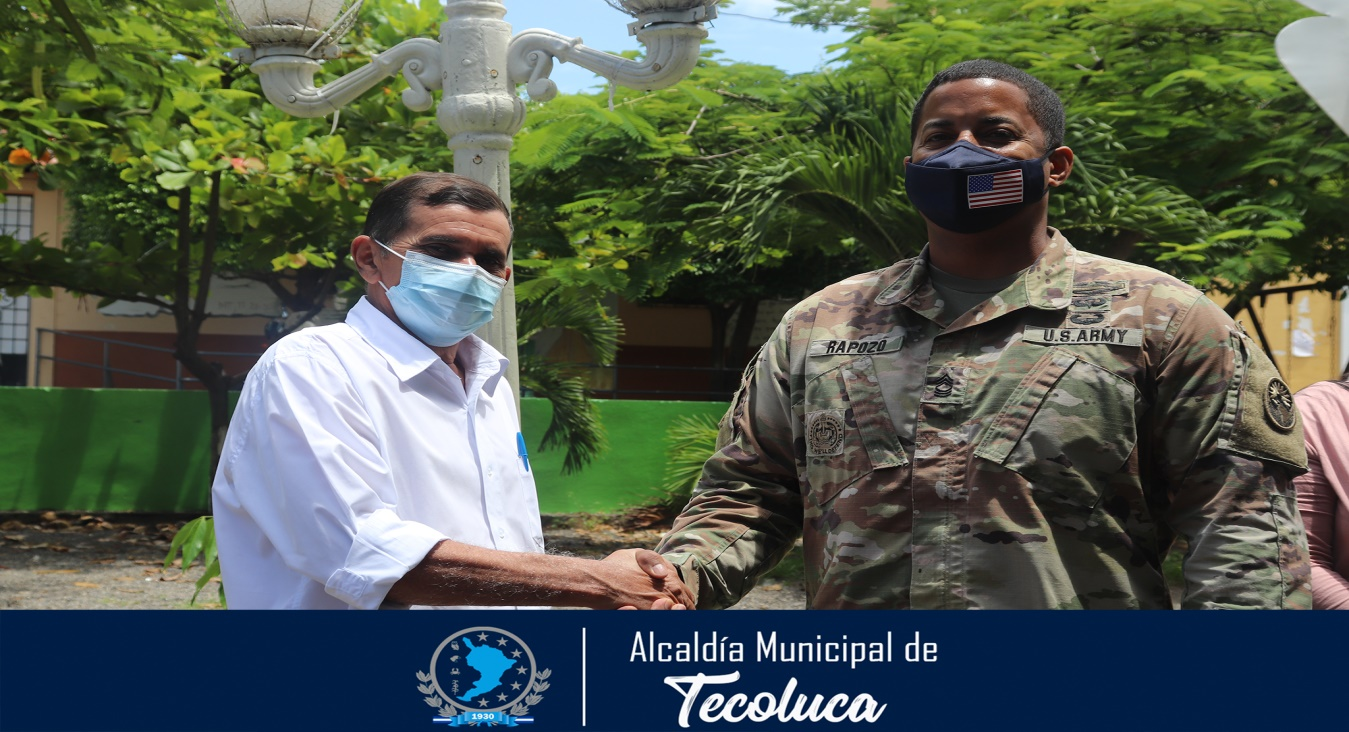 RAPOZO
U.S.ARMY
Alcaldía Municipal de
Tecoluca
1930